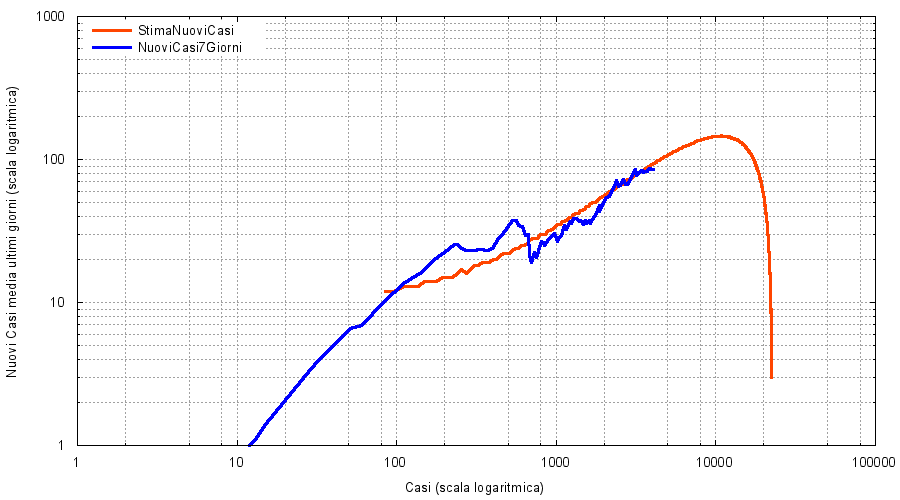 1000
StimaNuoviCasi
NuoviCasi7Giorni
100
10
1
1 10 100 1000 10000 100000
Nuovi Casi media ultimi giorni (scala logaritmica)
Casi (scala logaritmica)